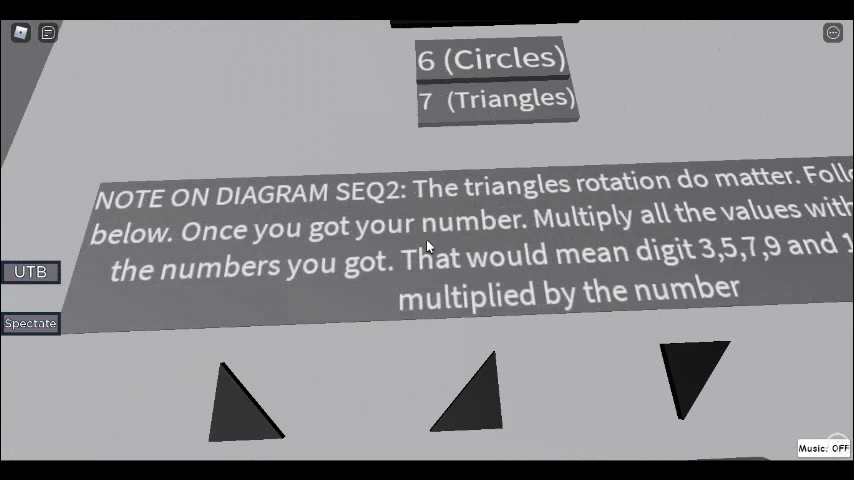 6 (Circles)
7 (Triangles)
NOTE ON DIAGRAM SEQ2: The triangles rotation do matter.
below. Once you got your number. Multiply all the values
the numbers you got. That would mean digit 3,5,7,9 and
multiplied by the number
UTB
Spectate
Music: OFF